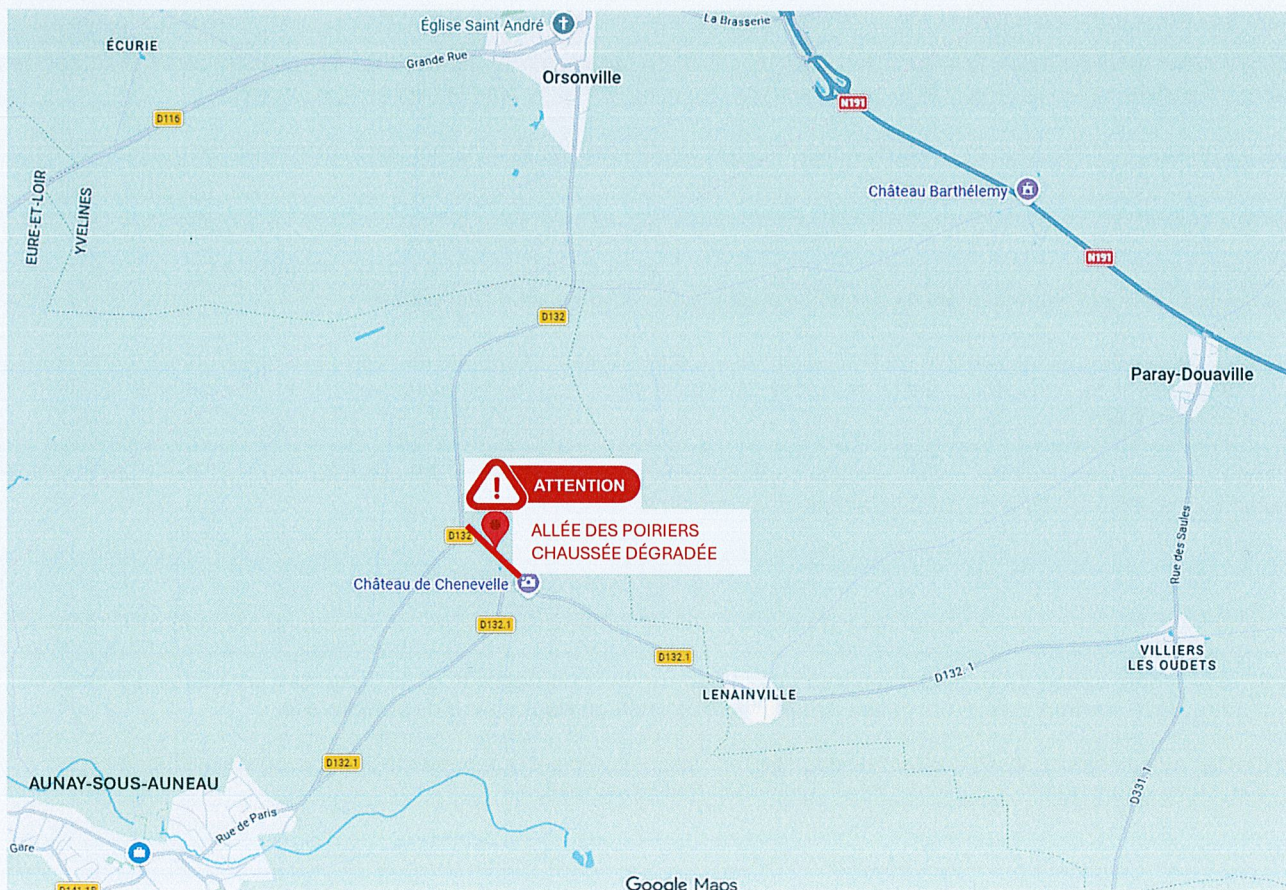 Église Saint André
La Brasserie
ÉCURIE
Grande Rue
Orsonville
N191
D116
EURE-ET-LOIR
YVELINES
Château Barthélemy
N191
D132
Paray-Douaville
ATTENTION
ALLÉE DES POIRIERS
CHAUSSÉE DÉGRADÉE
D132
Rue des Saules
Château de Chenevelle
D132.1
D132.1
VILLIERS
LES OUDETS
D132.1
LENAINVILLE
D132.1
AUNAY-SOUS-AUNEAU
D331.1
Rue de Paris
Gare
Google Maps